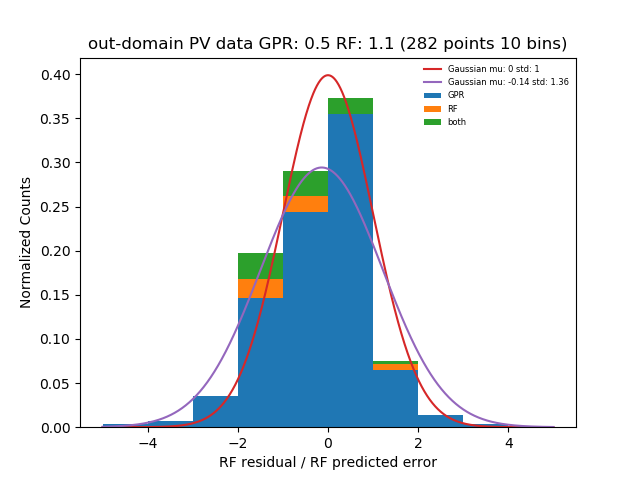 out-domain PV data GPR: 0.5 RF: 1.1 (282 points 10 bins)
Gaussian mu: 0 std: 1
Gaussian mu: -0.14 std: 1.36
GPR
RF
both
Normalized Counts
0.40
0.35
0.30
0.25
0.20
0.15
0.10
0.05
0.00
−4 −2 0 2 4
RF residual / RF predicted error